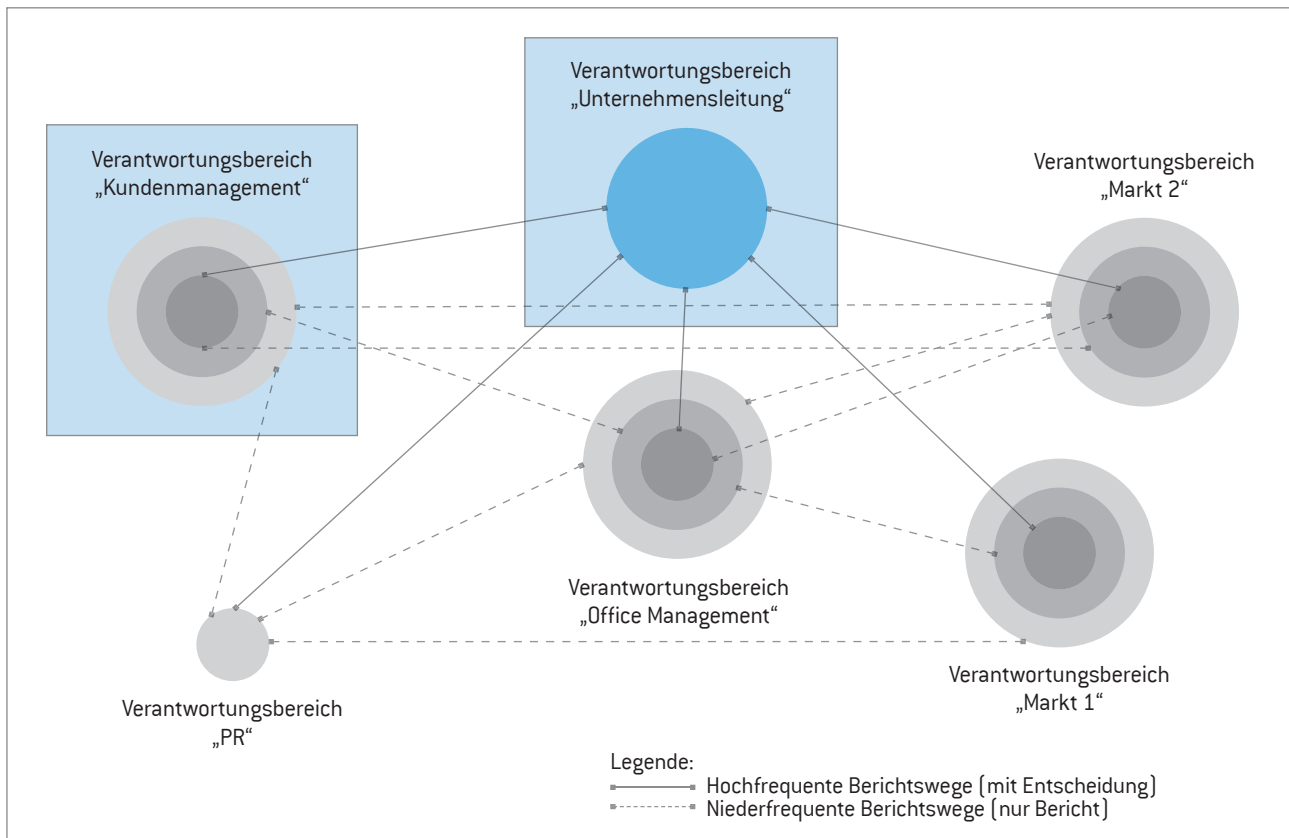 Verantwortungsbereich
„Unternehmensleitung“
Verantwortungsbereich
„Kundenmanagement“
Verantwortungsbereich
„Markt 2“
Verantwortungsbereich
„Office Management“
Verantwortungsbereich
„Markt 1“
Verantwortungsbereich
„PR“
Legende:
Hochfrequente Berichtswege (mit Entscheidung)
Niederfrequente Berichtswege (nur Bericht)